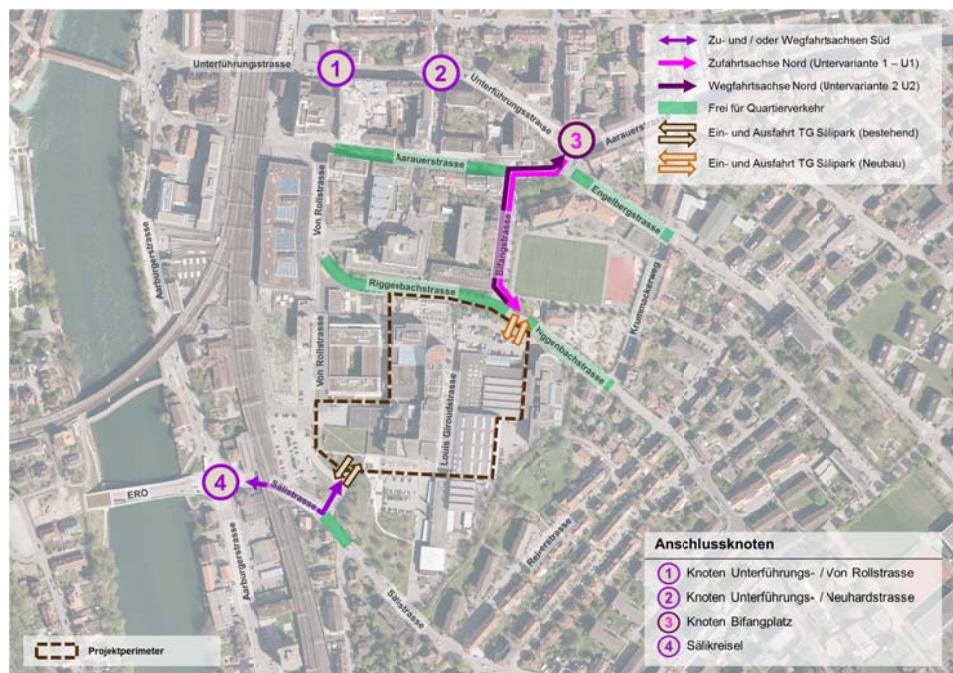 Zu- und / oder Wegfahrtsachsen Süd
Zufahrtsachse Nord (Untervariante 1 – U1)
Wegfahrtsachse Nord (Untervariante 2 U2)
Frei für Quartierverkehr
Ein- und Ausfahrt TG Sälipark (bestehend)
Ein- und Ausfahrt TG Sälipark (Neubau)
Unterführungsstrasse
1
2
Unterführungsstrasse
3
Aarauerstrasse
Aarauerstrasse
Von Rollstrasse
Engelbergstrasse
Bifangstrasse
Aarburgerstrasse
Riggesbachstrasse
Krummackerweg
Riggenbachstrasse
Von Rollstrasse
Louis Giroudstrasse
4
ERO
Sälistrasse
Aarburgerstrasse
Reiserstrasse
Sälistrasse
Anschlussknoten
1 Knoten Unterführungs- / Von Rollstrasse
2 Knoten Unterführungs- / Neuhardstrasse
3 Knoten Bifangplatz
4 Sälikreisel
Projektperimeter